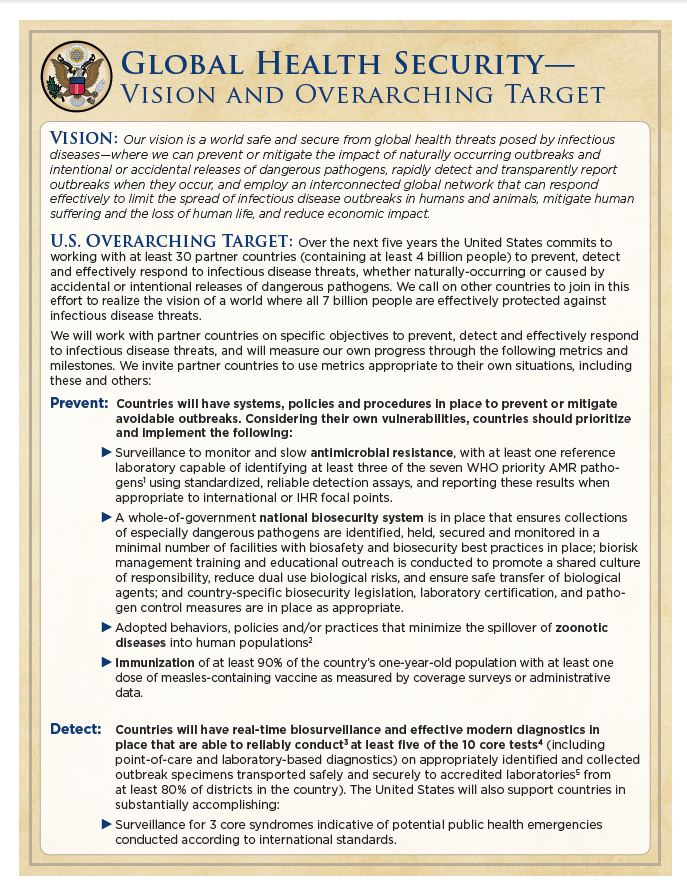 Global Health Security—
Vision and Overarching Target
Vision: Our vision is a world safe and secure from global health threats posed by infectious
diseases—where we can prevent or mitigate the impact of naturally occurring outbreaks and
intentional or accidental releases of dangerous pathogens, rapidly detect and transparently report
outbreaks when they occur, and employ an interconnected global network that can respond
effectively to limit the spread of infectious disease outbreaks in humans and animals, mitigate human
suffering and the loss of human life, and reduce economic impact.
U.S. Overarching Target: Over the next five years the United States commits to
working with at least 30 partner countries (containing at least 4 billion people) to prevent, detect
and effectively respond to infectious disease threats, whether naturally-occurring or caused by
accidental or intentional releases of dangerous pathogens. We call on other countries to join in this
effort to realize the vision of a world where all 7 billion people are effectively protected against
infectious disease threats.
We will work with partner countries on specific objectives to prevent, detect and effectively respond
to infectious disease threats, and will measure our own progress through the following metrics and
milestones. We invite partner countries to use metrics appropriate to their own situations, including
these and others:
Prevent: Countries will have systems, policies and procedures in place to prevent or mitigate
avoidable outbreaks. Considering their own vulnerabilities, countries should prioritize
and implement the following:
▶ Surveillance to monitor and slow antimicrobial resistance, with at least one reference
laboratory capable of identifying at least three of the seven WHO priority AMR patho-
gens¹ using standardized, reliable detection assays, and reporting these results when
appropriate to international or IHR focal points.
▶ A whole-of-government national biosecurity system is in place that ensures collections
of especially dangerous pathogens are identified, held, secured and monitored in a
minimal number of facilities with biosafety and biosecurity best practices in place; biorisk
management training and educational outreach is conducted to promote a shared culture
of responsibility, reduce dual use biological risks, and ensure safe transfer of biological
agents; and country-specific biosecurity legislation, laboratory certification, and patho-
gen control measures are in place as appropriate.
▶ Adopted behaviors, policies and/or practices that minimize the spillover of zoonotic
diseases into human populations²
▶ Immunization of at least 90% of the country's one-year-old population with at least one
dose of measles-containing vaccine as measured by coverage surveys or administrative
data.
Detect: Countries will have real-time biosurveillance and effective modern diagnostics in
place that are able to reliably conduct³ at least five of the 10 core tests⁴ (including
point-of-care and laboratory-based diagnostics) on appropriately identified and collected
outbreak specimens transported safely and securely to accredited laboratories⁵ from
at least 80% of districts in the country). The United States will also support countries in
substantially accomplishing:
▶ Surveillance for 3 core syndromes indicative of potential public health emergencies
conducted according to international standards.